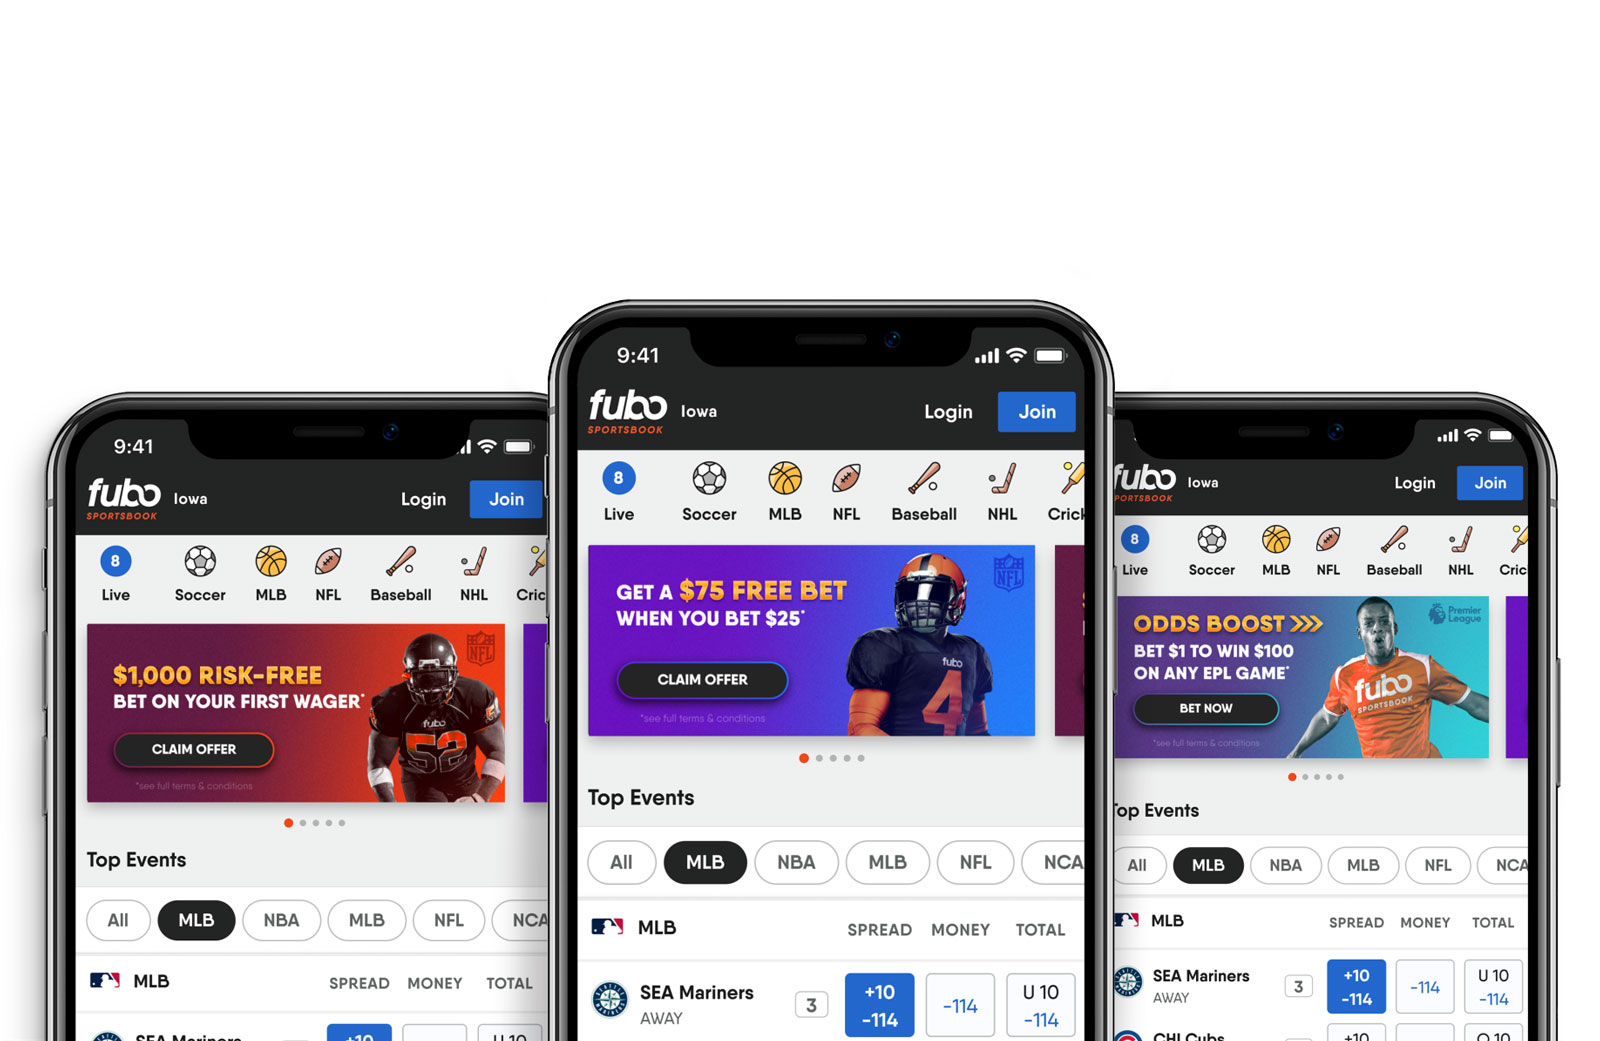 9:41
fubo
SPORTSBOOK
Iowa
Login
Join
8
Live
Soccer
MLB
NFL
Baseball
NHL
Cric
NFL
$1,000 RISK-FREE
BET ON YOUR FIRST WAGER*
CLAIM OFFER
*see full terms & conditions
fubo
52
Top Events
All
MLB
NBA
MLB
NFL
NCA
MLB
SPREAD
MONEY
TOTAL
SEA Mariners
+10
U 10
9:41
fubo
SPORTSBOOK
Iowa
Login
Join
8
Live
Soccer
MLB
NFL
Baseball
NHL
Crick
NFL
GET A $75 FREE BET
WHEN YOU BET $25*
CLAIM OFFER
*see full terms & conditions
fubo
4
Top Events
All
MLB
NBA
MLB
NFL
NCA
MLB
SPREAD
MONEY
TOTAL
SEA Mariners
AWAY
3
+10
-114
-114
U 10
-114
fubo
PORTSBOOK
Iowa
Login
Join
8
Live
Soccer
MLB
NFL
Baseball
NHL
Cric
Premier
League
ODDS BOOST
BET $1 TO WIN $100
ON ANY EPL GAME*
BET NOW
*see full terms & conditions
fubo
SPORTSBOOK
Top Events
All
MLB
NBA
MLB
NFL
NCA
MLB
SPREAD
MONEY
TOTAL
SEA Mariners
AWAY
3
+10
-114
-114
U 10
-114
CHI Cubs
+10
O 10